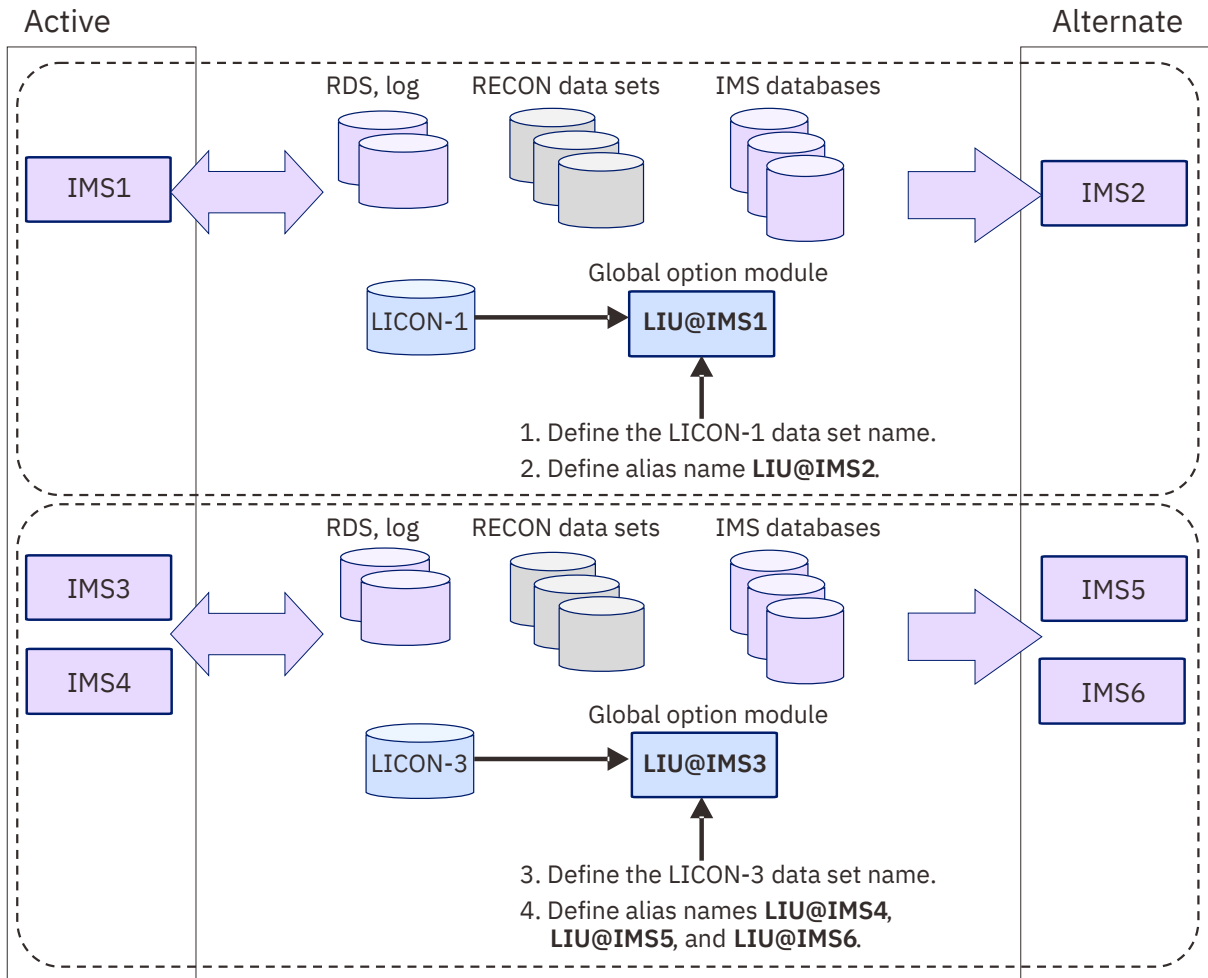 Active
Alternate
RDS, log
RECON data sets
IMS databases
IMS1
IMS2
Global option module
LICON-1
LIU@IMS1
1. Define the LICON-1 data set name.
2. Define alias name LIU@IMS2.
RDS, log
RECON data sets
IMS databases
IMS3
IMS5
IMS4
IMS6
Global option module
LICON-3
LIU@IMS3
3. Define the LICON-3 data set name.
4. Define alias names LIU@IMS4,
LIU@IMS5, and LIU@IMS6.